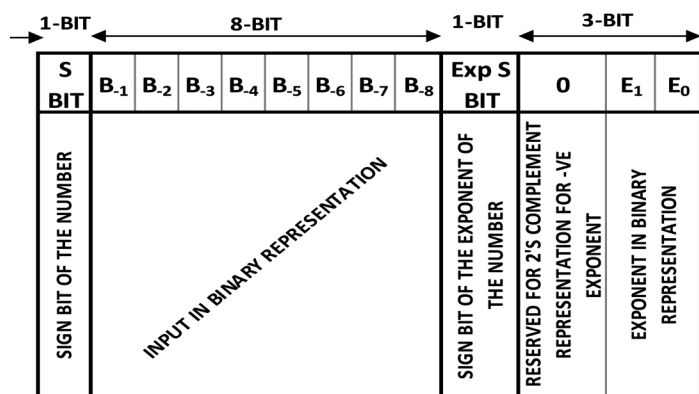 1-BIT 8-BIT 1-BIT 3-BIT
S BIT B-1 B-2 B-3 B-4 B-5 B-6 B-7 B-8 Exp S BIT 0 E1 E0
SIGN BIT OF THE NUMBER
INPUT IN BINARY REPRESENTATION
SIGN BIT OF THE EXPONENT OF
THE NUMBER
RESERVED FOR 2'S COMPLEMENT
REPRESENTATION FOR -VE
EXPONENT
EXPONENT IN BINARY
REPRESENTATION